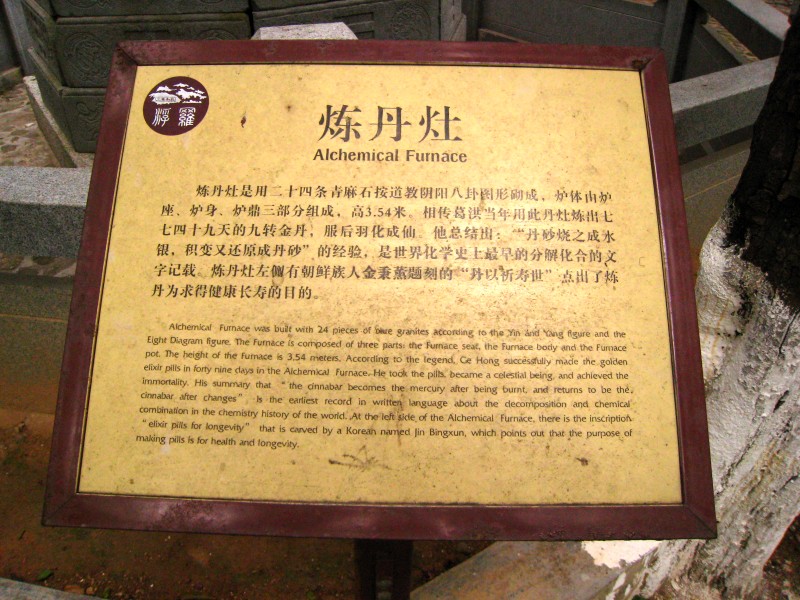 浮羅
炼丹灶
Alchemical Furnace
炼丹灶是用二十四条青麻石按道教阴阳八卦图形砌成，炉体由炉
座、炉身、炉鼎三部分组成，高3.54米。相传葛洪当年用此丹灶炼出七
七四十九天的九转金丹，服后羽化成仙。他总结出：“丹砂烧之成水
银，积变又还原成丹砂”的经验，是世界化学史上最早的分解化合的文
字记载。炼丹灶左侧有朝鲜族人金秉薰题刻的“丹以祈寿世”点出了炼
丹为求得健康长寿的目的。
Alchemical Furnace was built with 24 pieces of blue granites according to the Yin and Yang figure and the
Eight Diagram figure. The Furnace is composed of three parts: the Furnace seat, the Furnace body and the Furnace
pot. The height of the Furnace is 3.54 meters. According to the legend, Ge Hong successfully made the golden
elixir pills in forty nine days in the Alchemical Furnace. He took the pills, became a celestial being, and achieved the
immortality. His summary that “the cinnabar becomes the mercury after being burnt, and returns to be the
cinnabar after changes” is the earliest record in written language about the decomposition and chemical
combination in the chemistry history of the world. At the left side of the Alchemical Furnace, there is the inscription
“elixir pills for longevity” that is carved by a Korean named Jin Bingxun, which points out that the purpose of
making pills is for health and longevity.